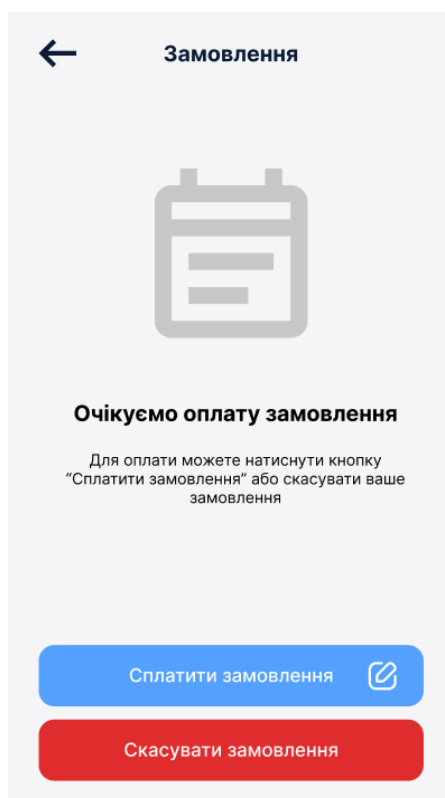 Замовлення
Очікуємо оплату замовлення
Для оплати можете натиснути кнопку
“Сплатити замовлення” або скасувати ваше
замовлення
Сплатити замовлення
Скасувати замовлення